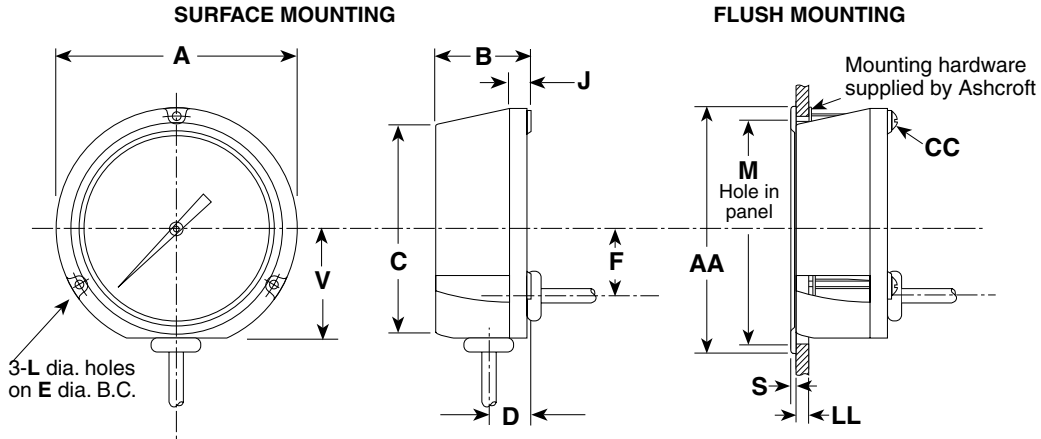 SURFACE MOUNTING
FLUSH MOUNTING
A
B
J
Mounting hardware
supplied by Ashcroft
CC
M
Hole in
panel
V
C
F
AA
3-L dia. holes
on E dia. B.C.
D
S
LL